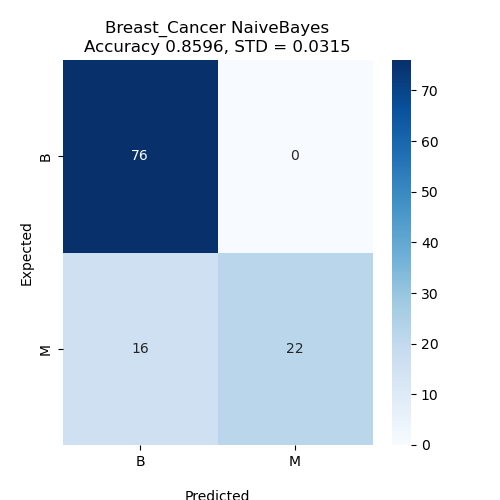 Breast_Cancer NaiveBayes
Accuracy 0.8596, STD = 0.0315
B
76
0
M
16
22
B
M
Expected
Predicted
70
60
50
40
30
20
10
0